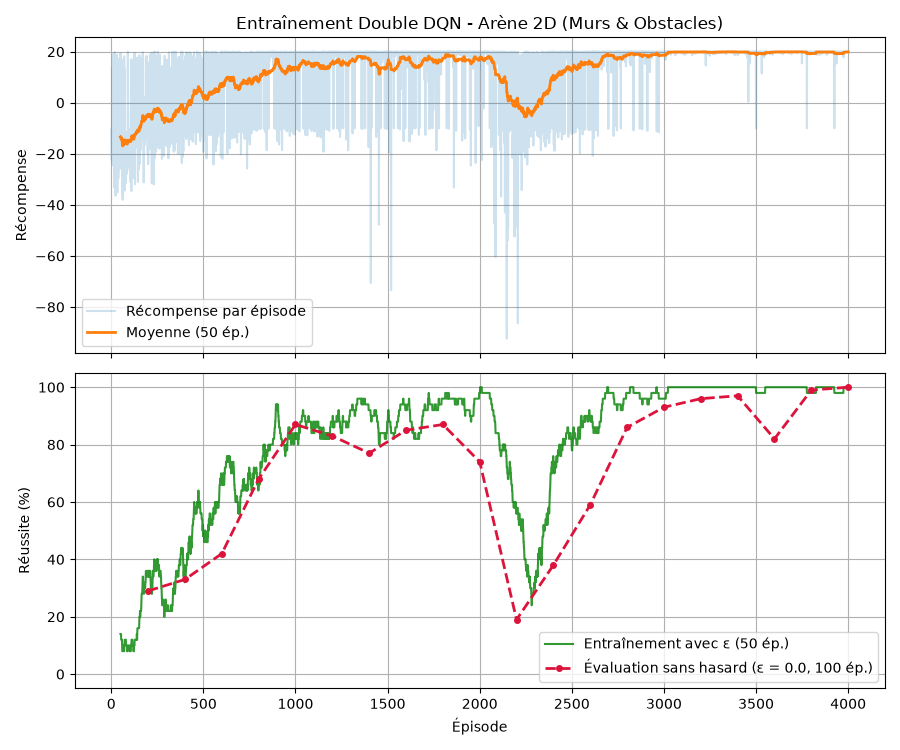 Entraînement Double DQN - Arène 2D (Murs & Obstacles)
20
0
−20
−40
−60
−80
Récompense
Récompense par épisode
Moyenne (50 ép.)
100
80
60
40
20
0
Réussite (%)
Entraînement avec ε (50 ép.)
Évaluation sans hasard (ε = 0.0, 100 ép.)
0 500 1000 1500 2000 2500 3000 3500 4000
Épisode